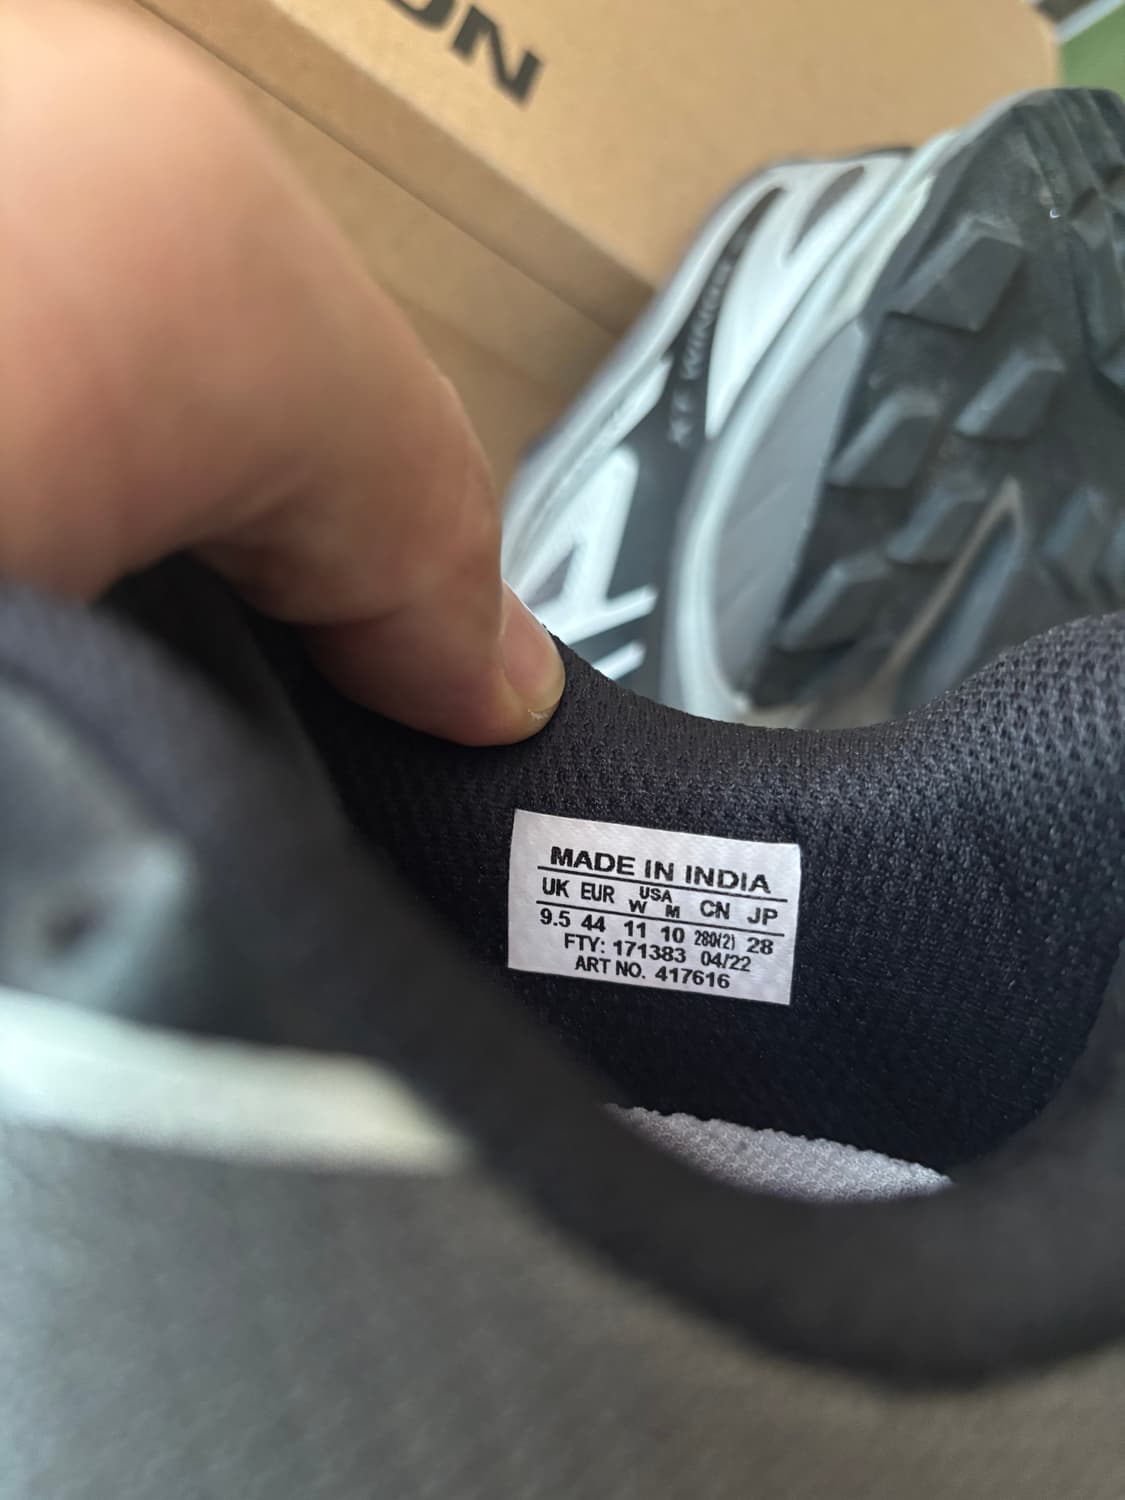 MADE IN INDIA
UK EUR USA CN JP
W M
9.5 44 11 10 280(2) 28
FTY: 171383 04/22
ART NO. 417616